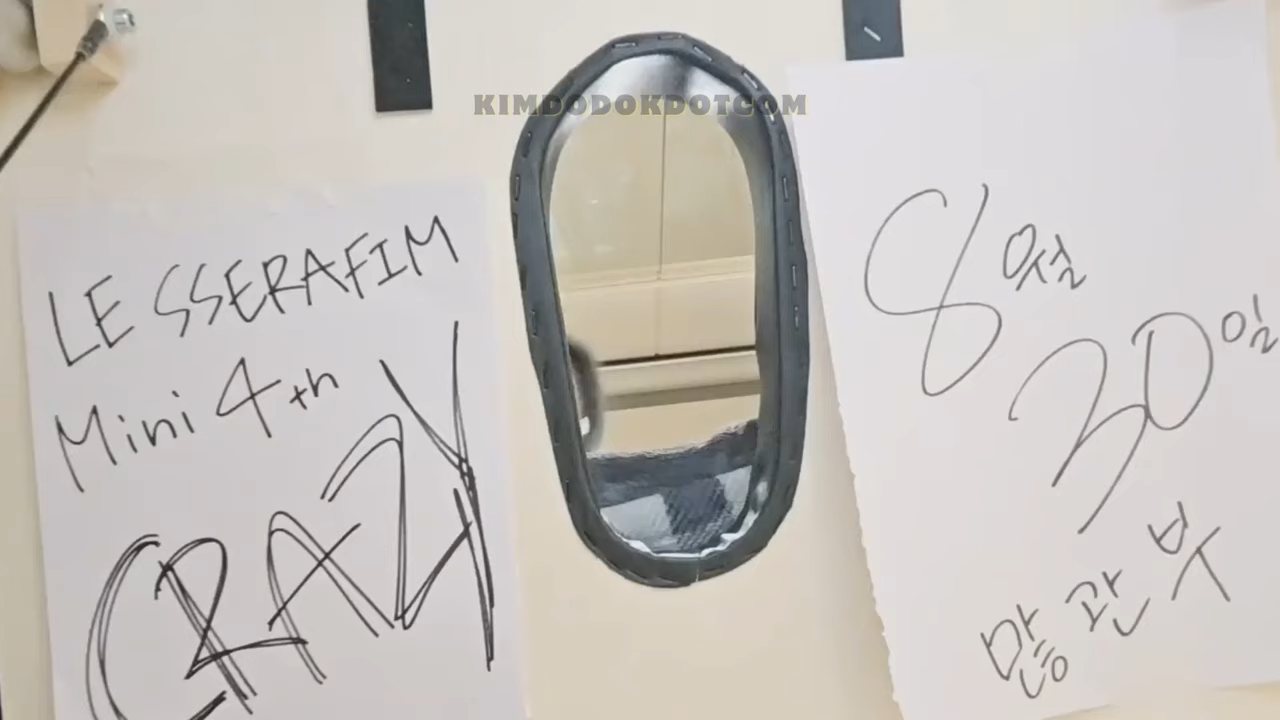 KIMDODOKDOTCOM
LE SSERAFIM
Mini 4th
CRAZY
8월
30일
많관부